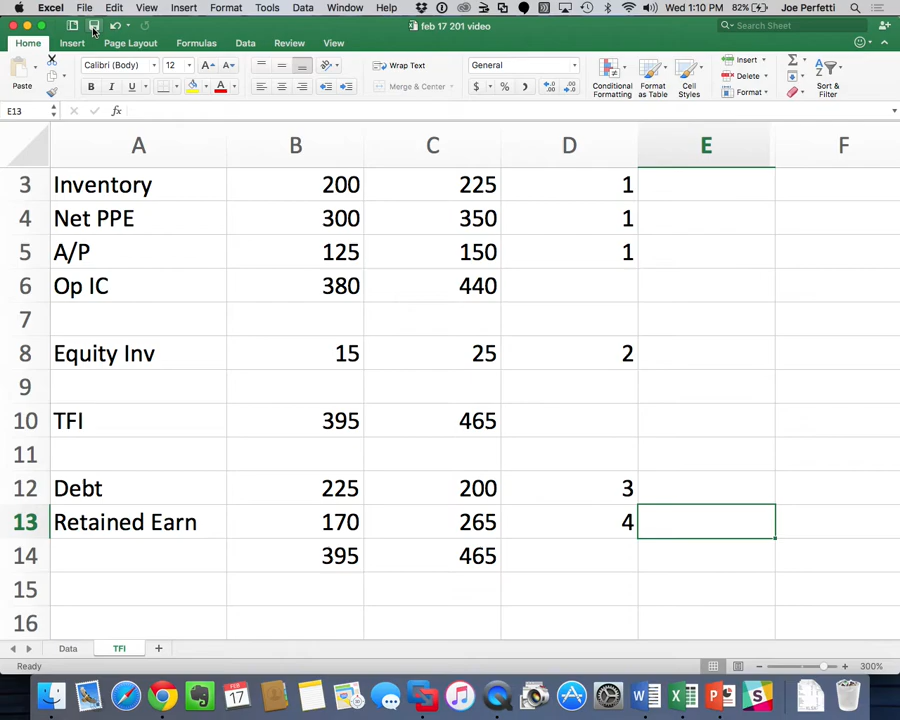 Excel File Edit View Insert Format Tools Data Window Help 82% Wed 1:10 PM Joe Perfetti
feb 17 201 video
Search Sheet
Home Insert Page Layout Formulas Data Review View
Paste
Calibri (Body) 12 A A
B I U A
Wrap Text
Merge & Center
General
$ % ,
Conditional Formatting
Format as Table
Cell Styles
Insert
Delete
Format
Sort & Filter
E13 fx
A B C D E F
3 Inventory 200 225 1
4 Net PPE 300 350 1
5 A/P 125 150 1
6 Op IC 380 440
7
8 Equity Inv 15 25 2
9
10 TFI 395 465
11
12 Debt 225 200 3
13 Retained Earn 170 265 4
14 395 465
15
16
Data TFI +
Ready 300%
FEB
17